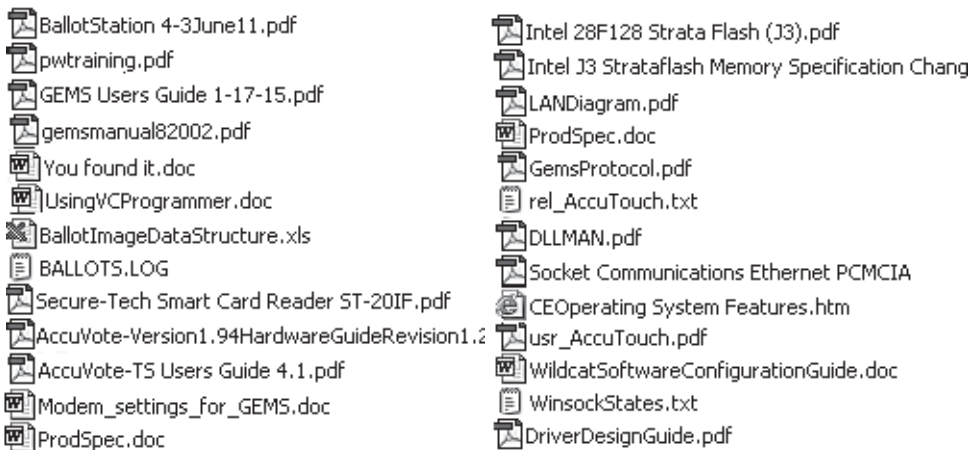 BallotStation 4-3June11.pdf
pwtraining.pdf
GEMS Users Guide 1-17-15.pdf
gemsmanual82002.pdf
You found it.doc
UsingVCProgrammer.doc
BallotImageDataStructure.xls
BALLOTS.LOG
Secure-Tech Smart Card Reader ST-20IF.pdf
AccuVote-Version1.94HardwareGuideRevision1.2
AccuVote-TS Users Guide 4.1.pdf
Modem_settings_for_GEMS.doc
ProdSpec.doc
Intel 28F128 Strata Flash (J3).pdf
Intel J3 Strataflash Memory Specification Chang
LANDiagram.pdf
ProdSpec.doc
GemsProtocol.pdf
rel_AccuTouch.txt
DLLMAN.pdf
Socket Communications Ethernet PCMCIA
CEOperating System Features.htm
usr_AccuTouch.pdf
WildcatSoftwareConfigurationGuide.doc
WinsockStates.txt
DriverDesignGuide.pdf